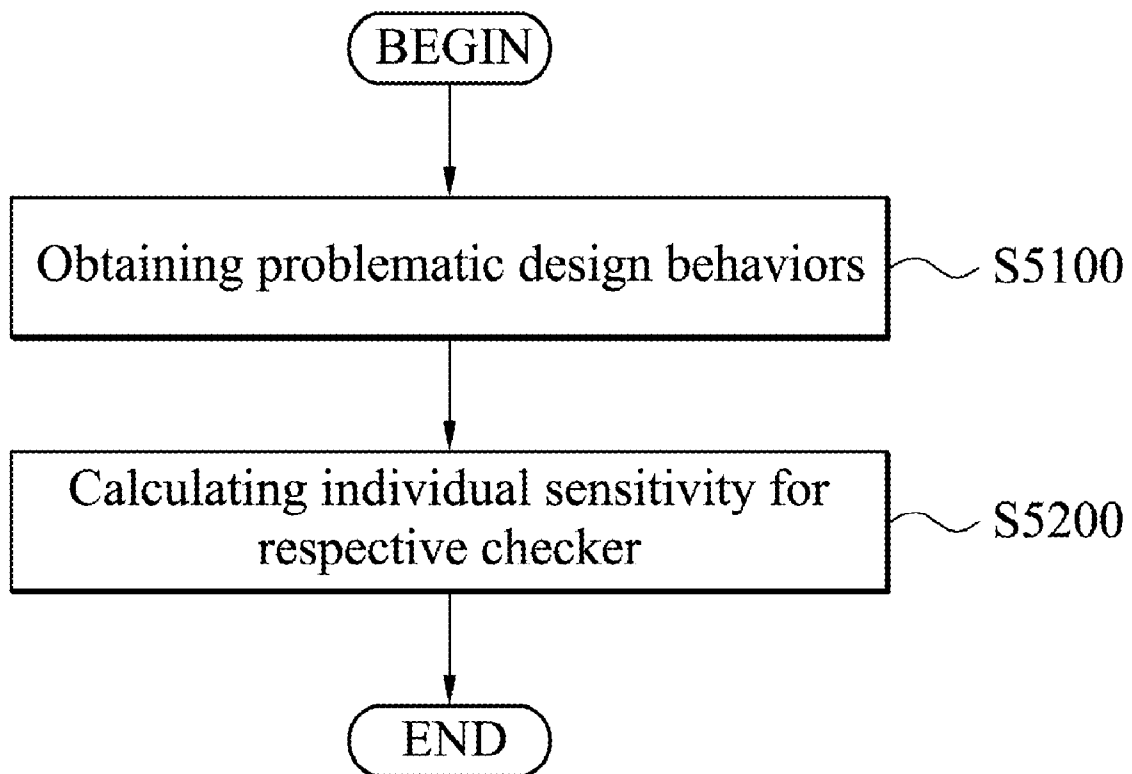 BEGIN
Obtaining problematic design behaviors
S5100
Calculating individual sensitivity for
respective checker
S5200
END